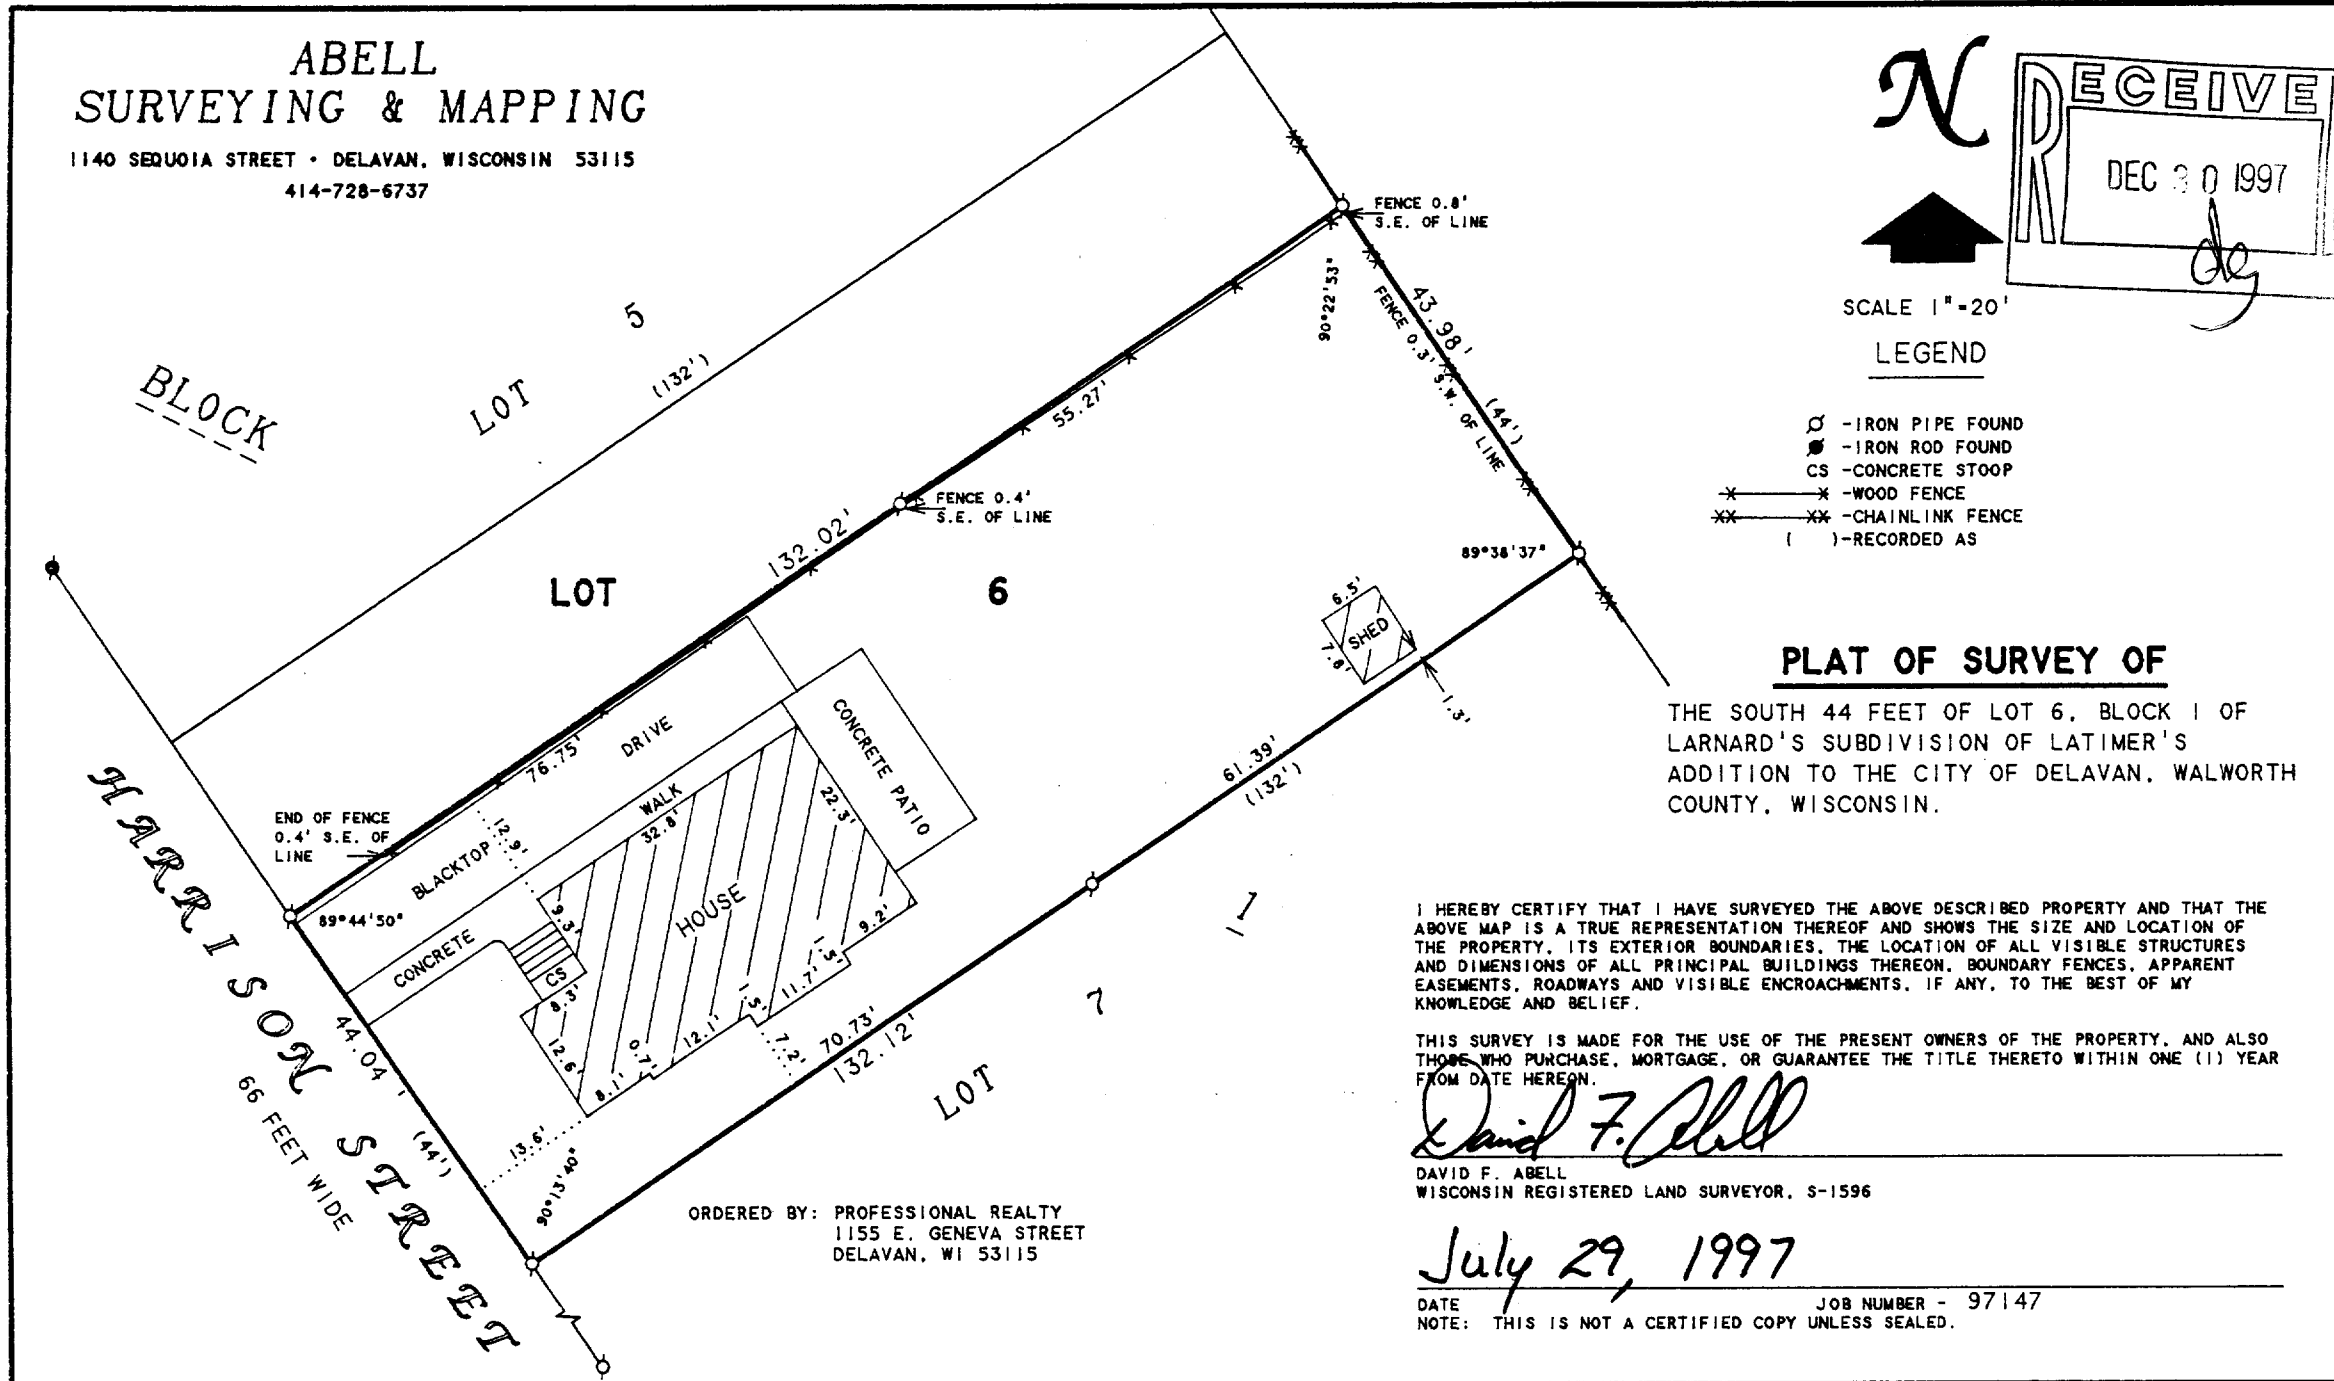 ABELL
SURVEYING & MAPPING
1140 SEQUOIA STREET • DELAVAN, WISCONSIN 53115
414-728-6737
N
RECEIVE
DEC 30 1997
SCALE 1"=20'
LEGEND
-IRON PIPE FOUND
-IRON ROD FOUND
CS -CONCRETE STOOP
X X -WOOD FENCE
XX XX -CHAINLINK FENCE
( )-RECORDED AS
BLOCK
1
LOT 5
(132')
FENCE 0.8'
S.E. OF LINE
90°22'53"
43.98'
(44')
FENCE 0.3' S.W. OF LINE
55.27'
FENCE 0.4'
S.E. OF LINE
132.02'
LOT 6
89°38'37"
6.5'
SHED
7.8'
1.3'
76.75'
END OF FENCE
0.4' S.E. OF
LINE
BLACKTOP DRIVE
12.9'
CONCRETE WALK
CONCRETE PATIO
32.8'
22.3'
HOUSE
9.3'
CS
8.3'
12.6'
8.1'
0.7'
12.1'
1.5'
11.7'
1.5'
9.2'
7.2'
13.6'
89°44'50"
44.04'
(44')
90°13'40"
70.73'
132.12'
61.39'
(132')
LOT 7
HARRISON STREET
66 FEET WIDE
ORDERED BY: PROFESSIONAL REALTY
1155 E. GENEVA STREET
DELAVAN, WI 53115
PLAT OF SURVEY OF
THE SOUTH 44 FEET OF LOT 6, BLOCK 1 OF
LARNARD'S SUBDIVISION OF LATIMER'S
ADDITION TO THE CITY OF DELAVAN, WALWORTH
COUNTY, WISCONSIN.
I HEREBY CERTIFY THAT I HAVE SURVEYED THE ABOVE DESCRIBED PROPERTY AND THAT THE
ABOVE MAP IS A TRUE REPRESENTATION THEREOF AND SHOWS THE SIZE AND LOCATION OF
THE PROPERTY, ITS EXTERIOR BOUNDARIES, THE LOCATION OF ALL VISIBLE STRUCTURES
AND DIMENSIONS OF ALL PRINCIPAL BUILDINGS THEREON, BOUNDARY FENCES, APPARENT
EASEMENTS, ROADWAYS AND VISIBLE ENCROACHMENTS, IF ANY, TO THE BEST OF MY
KNOWLEDGE AND BELIEF.
THIS SURVEY IS MADE FOR THE USE OF THE PRESENT OWNERS OF THE PROPERTY, AND ALSO
THOSE WHO PURCHASE, MORTGAGE, OR GUARANTEE THE TITLE THERETO WITHIN ONE (1) YEAR
FROM DATE HEREON.
David F. Abell
DAVID F. ABELL
WISCONSIN REGISTERED LAND SURVEYOR, S-1596
July 29, 1997
DATE JOB NUMBER - 97147
NOTE: THIS IS NOT A CERTIFIED COPY UNLESS SEALED.